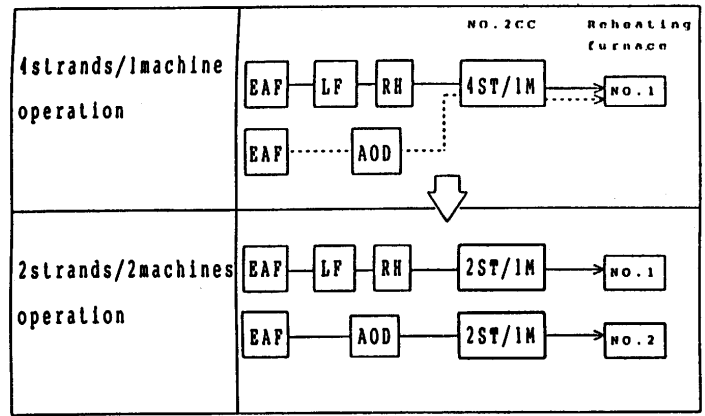 NO.2CC Reheating
furnace
4strands/1machine
operation
EAF LF RH 4ST/1M NO.1
EAF AOD
2strands/2machines
operation
EAF LF RH 2ST/1M NO.1
EAF AOD 2ST/1M NO.2